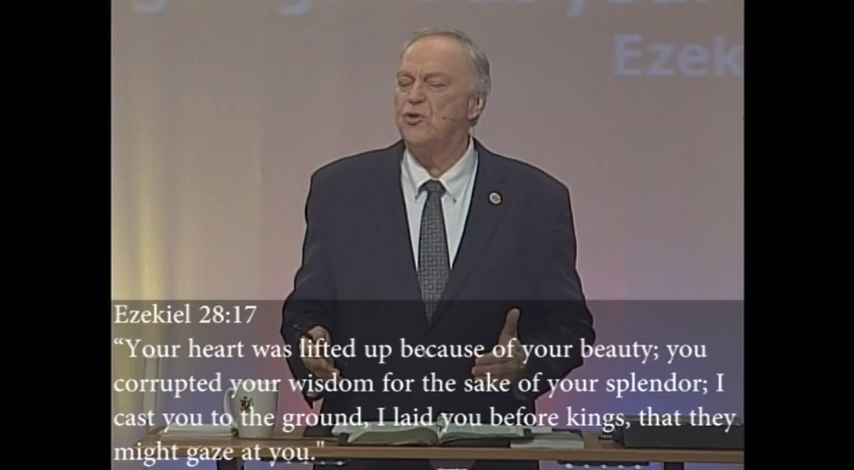 Ezek
Ezekiel 28:17
“Your heart was lifted up because of your beauty; you
corrupted your wisdom for the sake of your splendor; I
cast you to the ground, I laid you before kings, that they
might gaze at you."